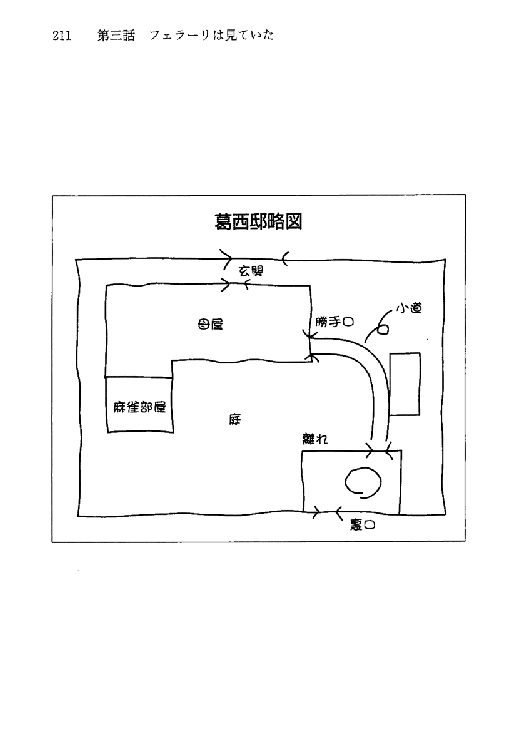 211 第三話 フェラーリは見ていた
葛西邸略図
玄関
母屋
勝手口
小道
麻雀部屋
庭
離れ
裏口